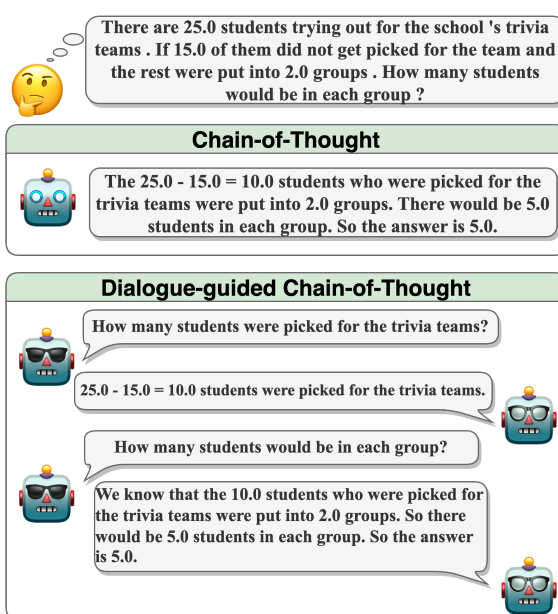 There are 25.0 students trying out for the school 's trivia
teams . If 15.0 of them did not get picked for the team and
the rest were put into 2.0 groups . How many students
would be in each group ?
Chain-of-Thought
The 25.0 - 15.0 = 10.0 students who were picked for the
trivia teams were put into 2.0 groups. There would be 5.0
students in each group. So the answer is 5.0.
Dialogue-guided Chain-of-Thought
How many students were picked for the trivia teams?
25.0 - 15.0 = 10.0 students were picked for the trivia teams.
How many students would be in each group?
We know that the 10.0 students who were picked for
the trivia teams were put into 2.0 groups. So there
would be 5.0 students in each group. So the answer
is 5.0.